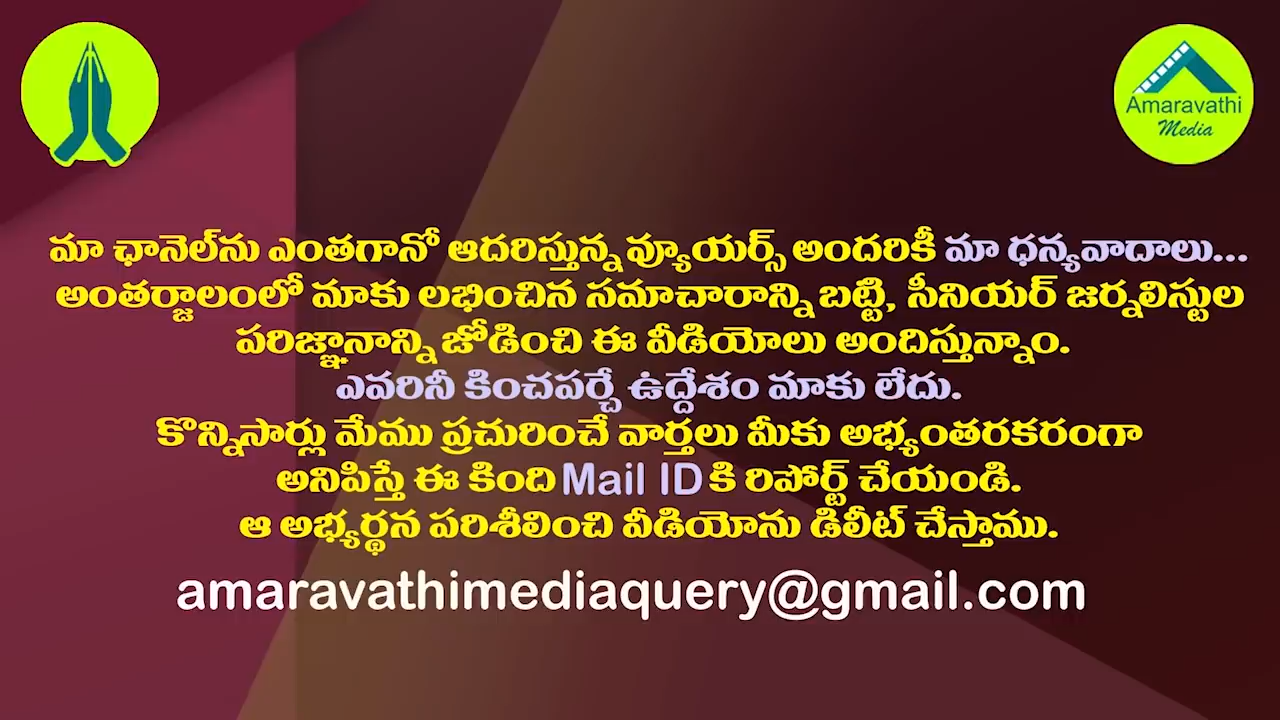 Amaravathi
Media
మా ఛానెల్‌ను ఎంతగానో ఆదరిస్తున్న వ్యూయర్స్ అందరికీ మా ధన్యవాదాలు...
అంతర్జాలంలో మాకు లభించిన సమాచారాన్ని బట్టి, సీనియర్ జర్నలిస్టుల
పరిజ్ఞానాన్ని జోడించి ఈ వీడియోలు అందిస్తున్నాం.
ఎవరినీ కించపర్చే ఉద్దేశం మాకు లేదు.
కొన్నిసార్లు మేము ప్రచురించే వార్తలు మీకు అభ్యంతరకరంగా
అనిపిస్తే ఈ కింది Mail ID కి రిపోర్ట్ చేయండి.
ఆ అభ్యర్థన పరిశీలించి వీడియోను డిలీట్ చేస్తాము.
amaravathimediaquery@gmail.com